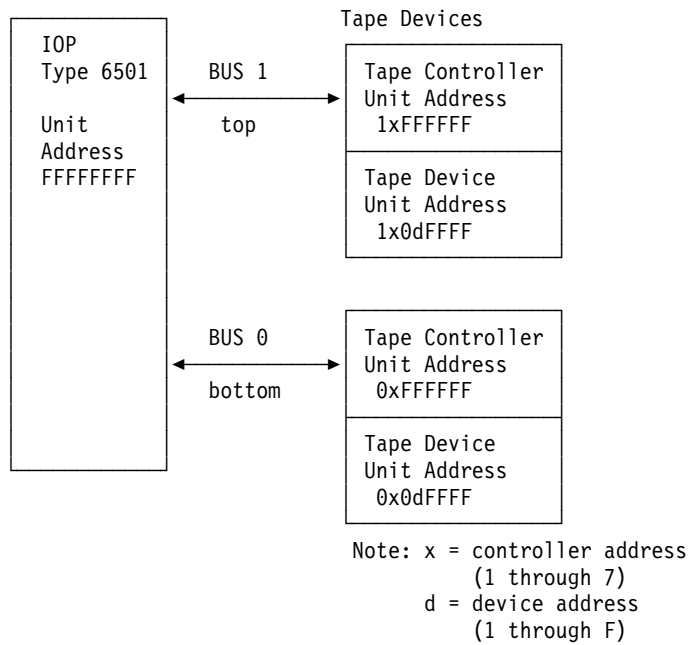 Tape Devices
IOP
Type 6501
Unit
Address
FFFFFFFF
BUS 1
top
Tape Controller
Unit Address
1xFFFFFF
Tape Device
Unit Address
1x0dFFFF
BUS 0
bottom
Tape Controller
Unit Address
0xFFFFFF
Tape Device
Unit Address
0x0dFFFF
Note: x = controller address
(1 through 7)
d = device address
(1 through F)